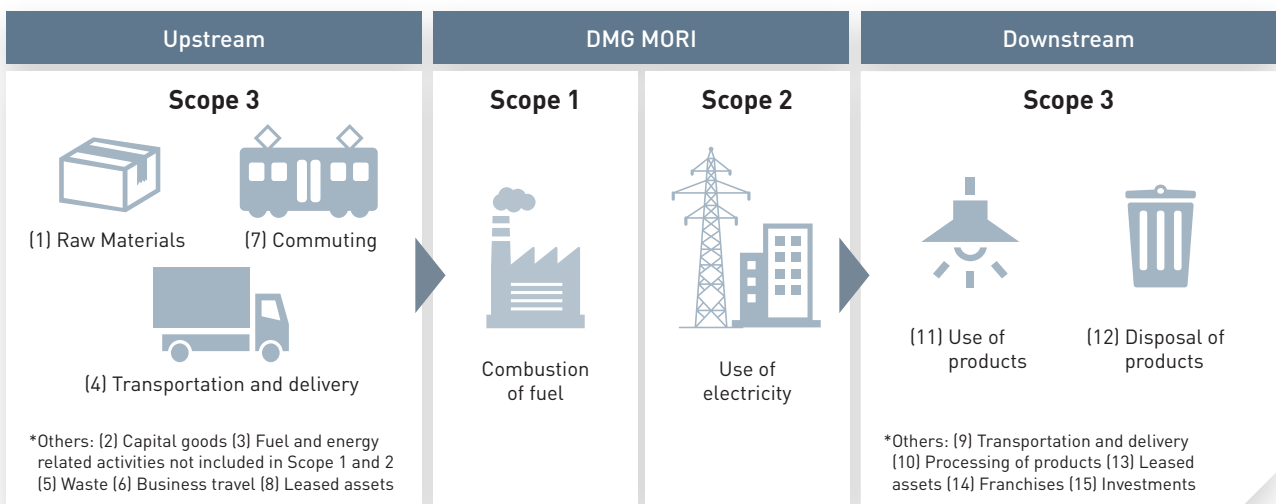 Upstream
DMG MORI
Downstream
Scope 3
(1) Raw Materials
(7) Commuting
(4) Transportation and delivery
*Others: (2) Capital goods (3) Fuel and energy
related activities not included in Scope 1 and 2
(5) Waste (6) Business travel (8) Leased assets
Scope 1
Combustion
of fuel
Scope 2
Use of
electricity
Scope 3
(11) Use of
products
(12) Disposal of
products
*Others: (9) Transportation and delivery
(10) Processing of products (13) Leased
assets (14) Franchises (15) Investments